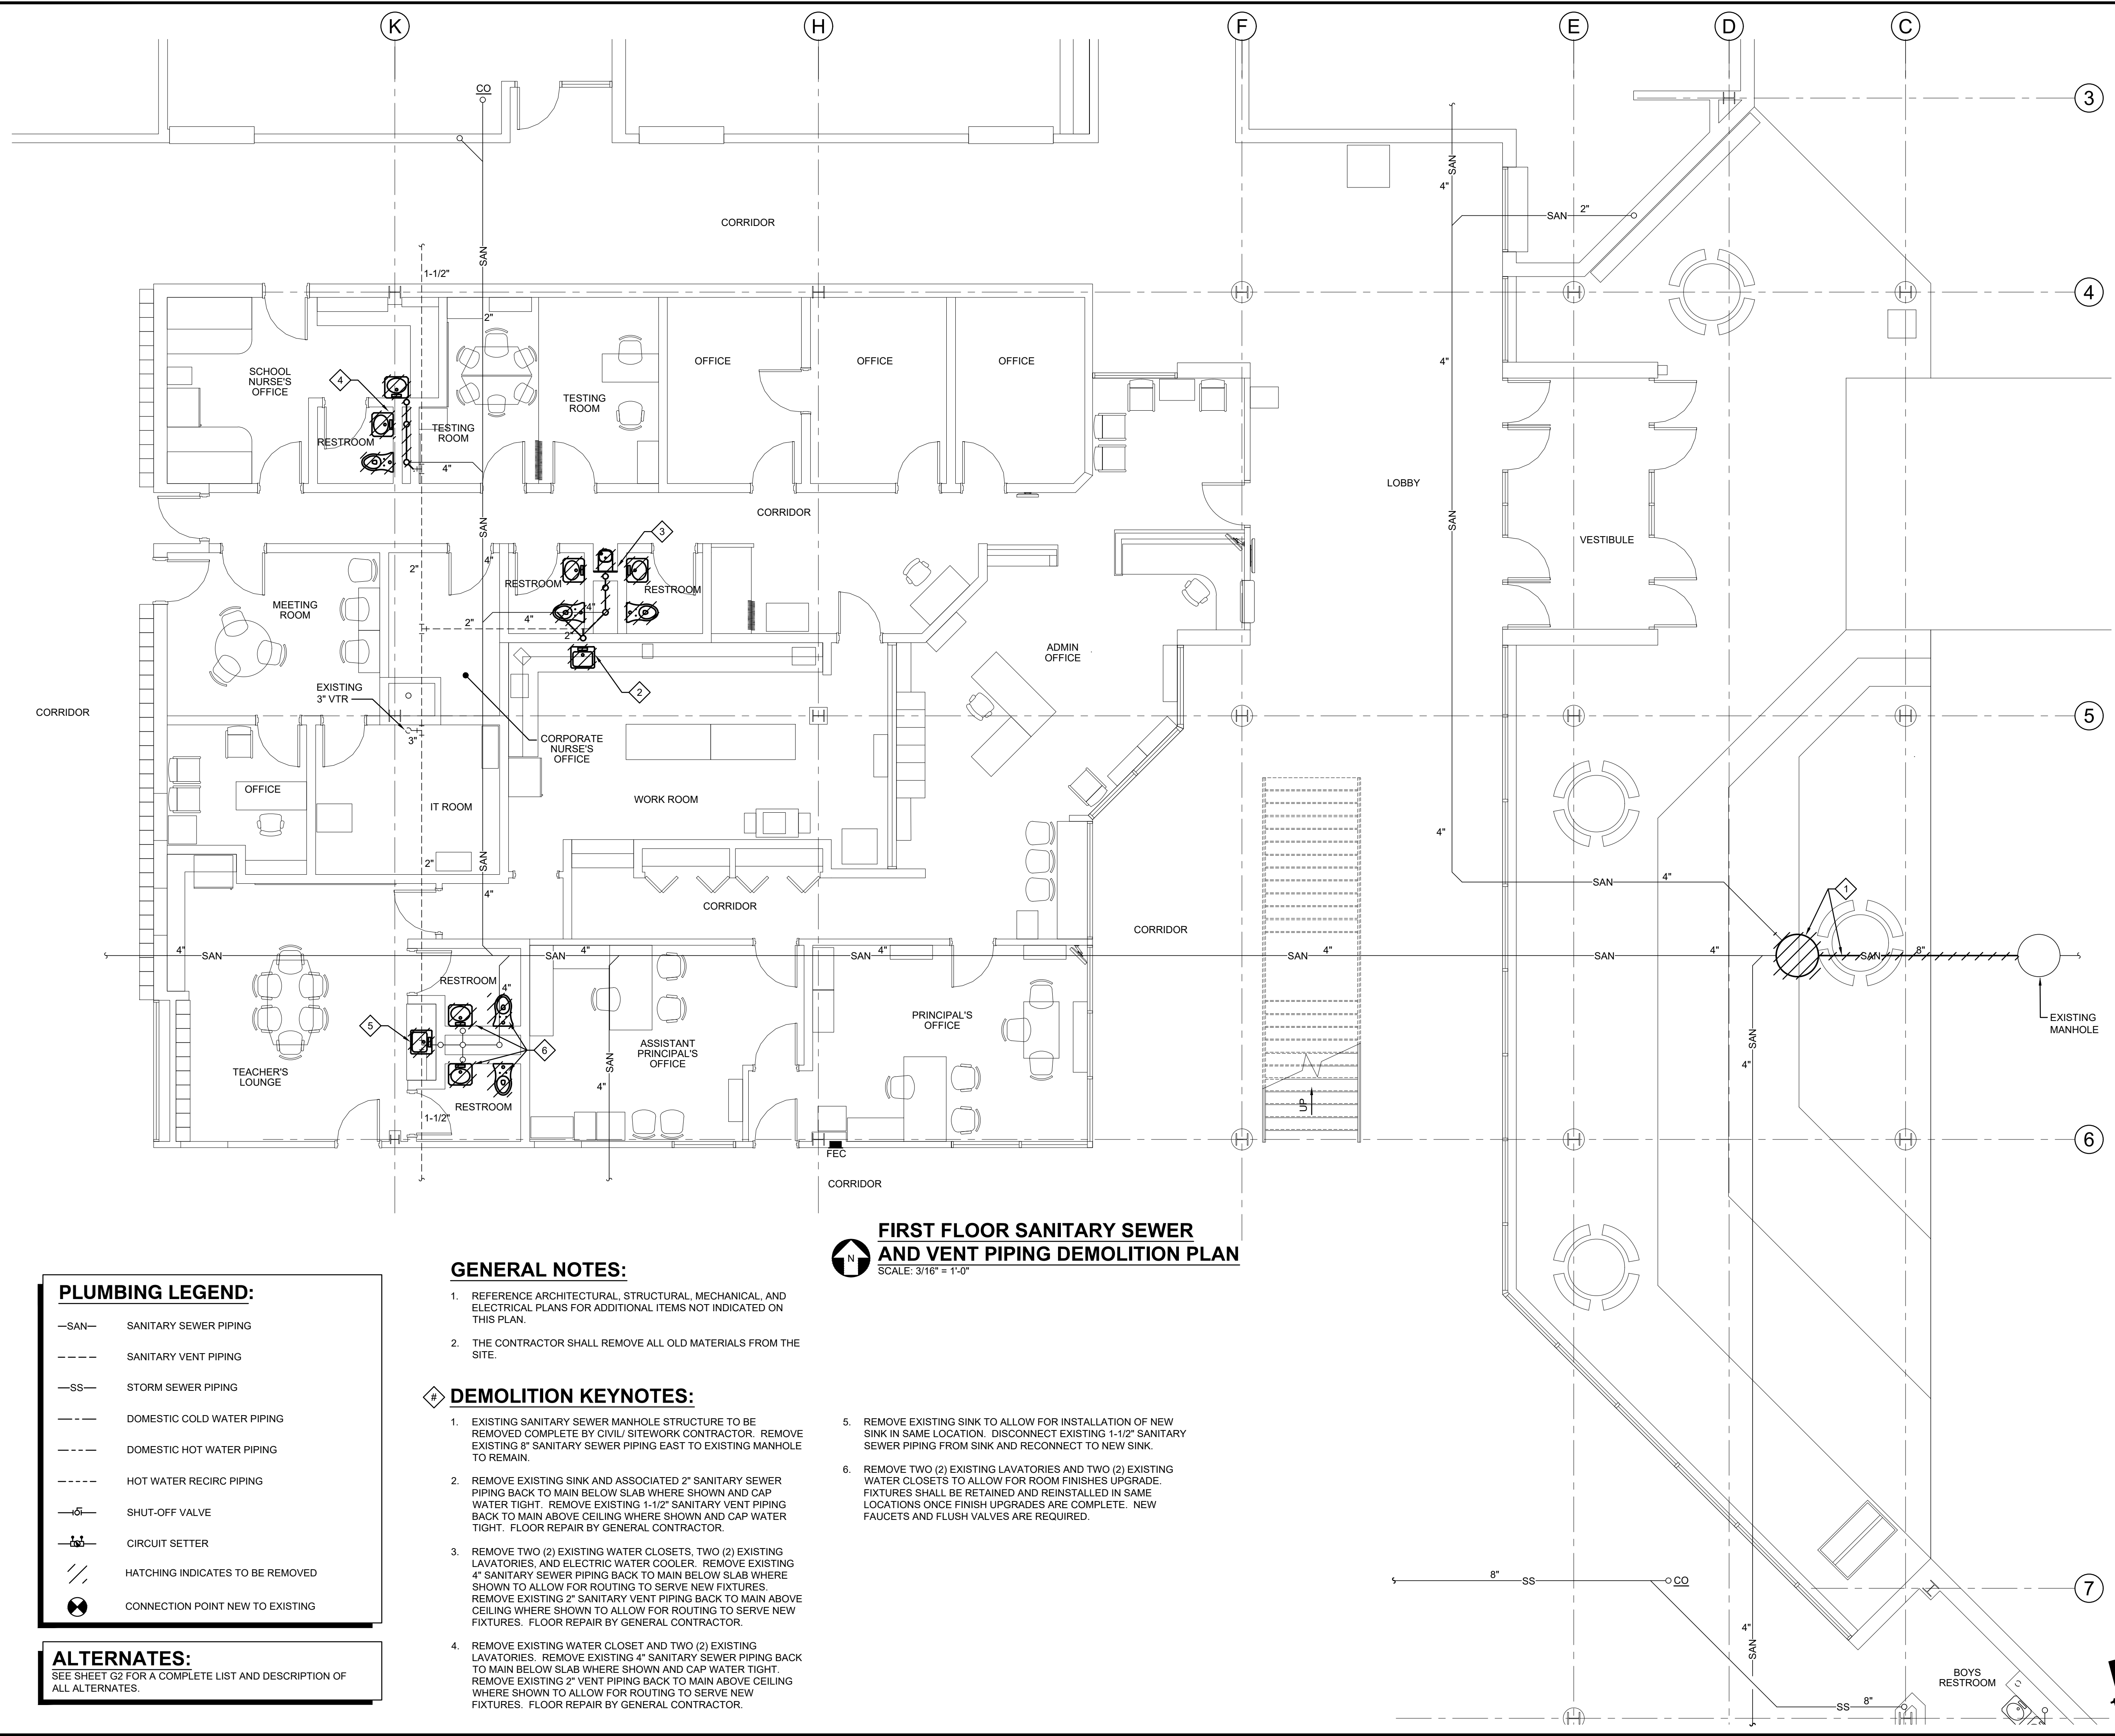 K
H
F
E
D
C
3
4
5
6
7
CO
SAN
CORRIDOR
SAN
4"
SAN
2"
1-1/2"
2"
4"
SCHOOL
NURSE'S
OFFICE
4
RESTROOM
TESTING
ROOM
4"
TESTING
ROOM
OFFICE
OFFICE
OFFICE
LOBBY
CORRIDOR
SAN
SAN
VESTIBULE
3
4"
2"
RESTROOM
RESTROOM
MEETING
ROOM
4"
4"
2"
2"
ADMIN
OFFICE
2
EXISTING
3" VTR
3"
CORRIDOR
CORPORATE
NURSE'S
OFFICE
OFFICE
IT ROOM
WORK ROOM
4"
2"
SAN
4"
SAN
4"
1
CORRIDOR
CORRIDOR
4"
SAN
SAN
4"
SAN
4"
SAN
4"
SAN
4"
SAN
8"
EXISTING
MANHOLE
RESTROOM
4"
5
6
TEACHER'S
LOUNGE
ASSISTANT
PRINCIPAL'S
OFFICE
PRINCIPAL'S
OFFICE
SAN
4"
SAN
4"
RESTROOM
1-1/2"
UP
FEC
CORRIDOR
N
FIRST FLOOR SANITARY SEWER
AND VENT PIPING DEMOLITION PLAN
SCALE: 3/16" = 1'-0"
PLUMBING LEGEND:
SAN SANITARY SEWER PIPING
SANITARY VENT PIPING
SS STORM SEWER PIPING
DOMESTIC COLD WATER PIPING
DOMESTIC HOT WATER PIPING
HOT WATER RECIRC PIPING
SHUT-OFF VALVE
CIRCUIT SETTER
HATCHING INDICATES TO BE REMOVED
CONNECTION POINT NEW TO EXISTING
ALTERNATES:
SEE SHEET G2 FOR A COMPLETE LIST AND DESCRIPTION OF
ALL ALTERNATES.
GENERAL NOTES:
1. REFERENCE ARCHITECTURAL, STRUCTURAL, MECHANICAL, AND
ELECTRICAL PLANS FOR ADDITIONAL ITEMS NOT INDICATED ON
THIS PLAN.
2. THE CONTRACTOR SHALL REMOVE ALL OLD MATERIALS FROM THE
SITE.
# DEMOLITION KEYNOTES:
1. EXISTING SANITARY SEWER MANHOLE STRUCTURE TO BE
REMOVED COMPLETE BY CIVIL/ SITEWORK CONTRACTOR. REMOVE
EXISTING 8" SANITARY SEWER PIPING EAST TO EXISTING MANHOLE
TO REMAIN.
2. REMOVE EXISTING SINK AND ASSOCIATED 2" SANITARY SEWER
PIPING BACK TO MAIN BELOW SLAB WHERE SHOWN AND CAP
WATER TIGHT. REMOVE EXISTING 1-1/2" SANITARY VENT PIPING
BACK TO MAIN ABOVE CEILING WHERE SHOWN AND CAP WATER
TIGHT. FLOOR REPAIR BY GENERAL CONTRACTOR.
3. REMOVE TWO (2) EXISTING WATER CLOSETS, TWO (2) EXISTING
LAVATORIES, AND ELECTRIC WATER COOLER. REMOVE EXISTING
4" SANITARY SEWER PIPING BACK TO MAIN BELOW SLAB WHERE
SHOWN TO ALLOW FOR ROUTING TO SERVE NEW FIXTURES.
REMOVE EXISTING 2" SANITARY VENT PIPING BACK TO MAIN ABOVE
CEILING WHERE SHOWN TO ALLOW FOR ROUTING TO SERVE NEW
FIXTURES. FLOOR REPAIR BY GENERAL CONTRACTOR.
4. REMOVE EXISTING WATER CLOSET AND TWO (2) EXISTING
LAVATORIES. REMOVE EXISTING 4" SANITARY SEWER PIPING BACK
TO MAIN BELOW SLAB WHERE SHOWN AND CAP WATER TIGHT.
REMOVE EXISTING 2" VENT PIPING BACK TO MAIN ABOVE CEILING
WHERE SHOWN TO ALLOW FOR ROUTING TO SERVE NEW
FIXTURES. FLOOR REPAIR BY GENERAL CONTRACTOR.
5. REMOVE EXISTING SINK TO ALLOW FOR INSTALLATION OF NEW
SINK IN SAME LOCATION. DISCONNECT EXISTING 1-1/2" SANITARY
SEWER PIPING FROM SINK AND RECONNECT TO NEW SINK.
6. REMOVE TWO (2) EXISTING LAVATORIES AND TWO (2) EXISTING
WATER CLOSETS TO ALLOW FOR ROOM FINISHES UPGRADE.
FIXTURES SHALL BE RETAINED AND REINSTALLED IN SAME
LOCATIONS ONCE FINISH UPGRADES ARE COMPLETE. NEW
FAUCETS AND FLUSH VALVES ARE REQUIRED.
8"
SS
CO
4"
SAN
BOYS
RESTROOM
SS
8"